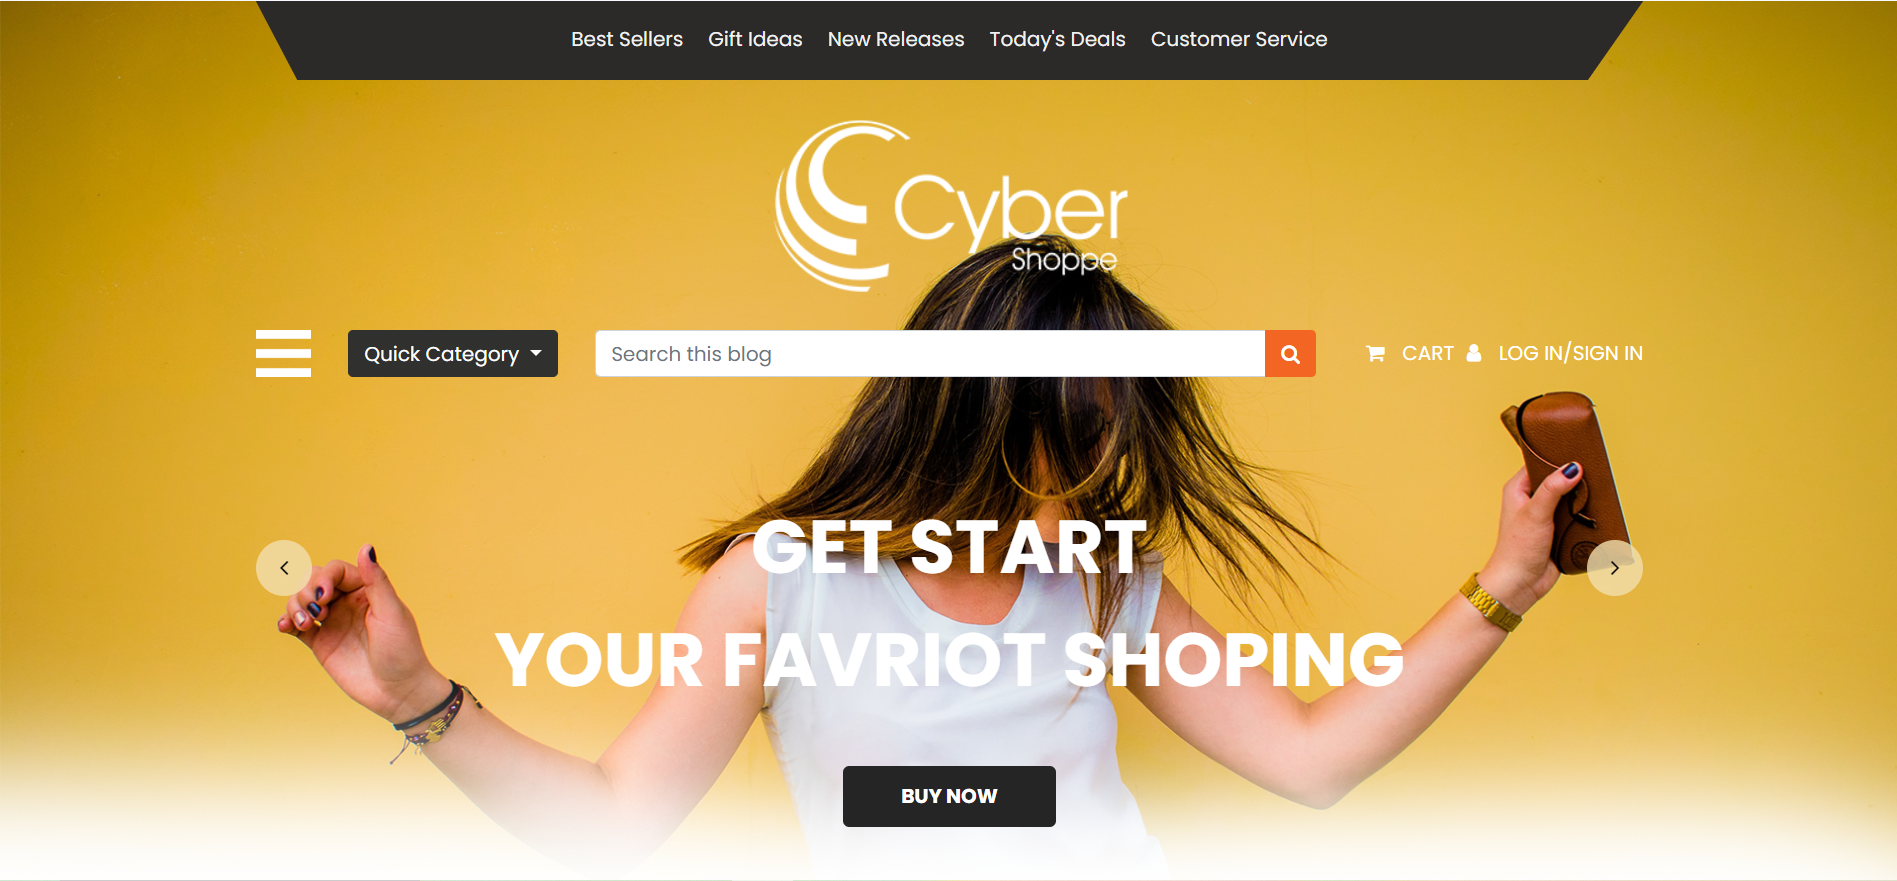 Best Sellers Gift Ideas New Releases Today's Deals Customer Service
Cyber
Shoppe
Quick Category
Search this blog
CART
LOG IN/SIGN IN
GET START
YOUR FAVRIOT SHOPING
BUY NOW